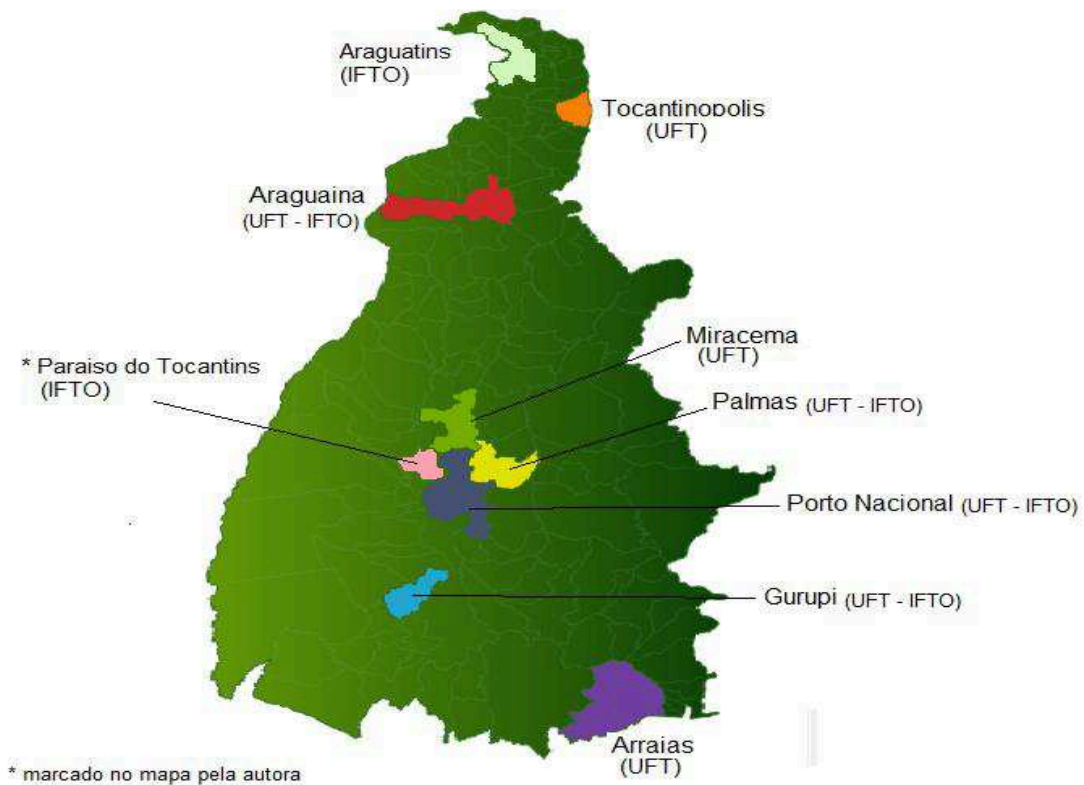 Araguatins
(IFTO)
Tocantinopolis
(UFT)
Araguaina
(UFT - IFTO)
Miracema
(UFT)
* Paraiso do Tocantins
(IFTO)
Palmas (UFT - IFTO)
Porto Nacional (UFT - IFTO)
Gurupi (UFT - IFTO)
Arraias
(UFT)
* marcado no mapa pela autora